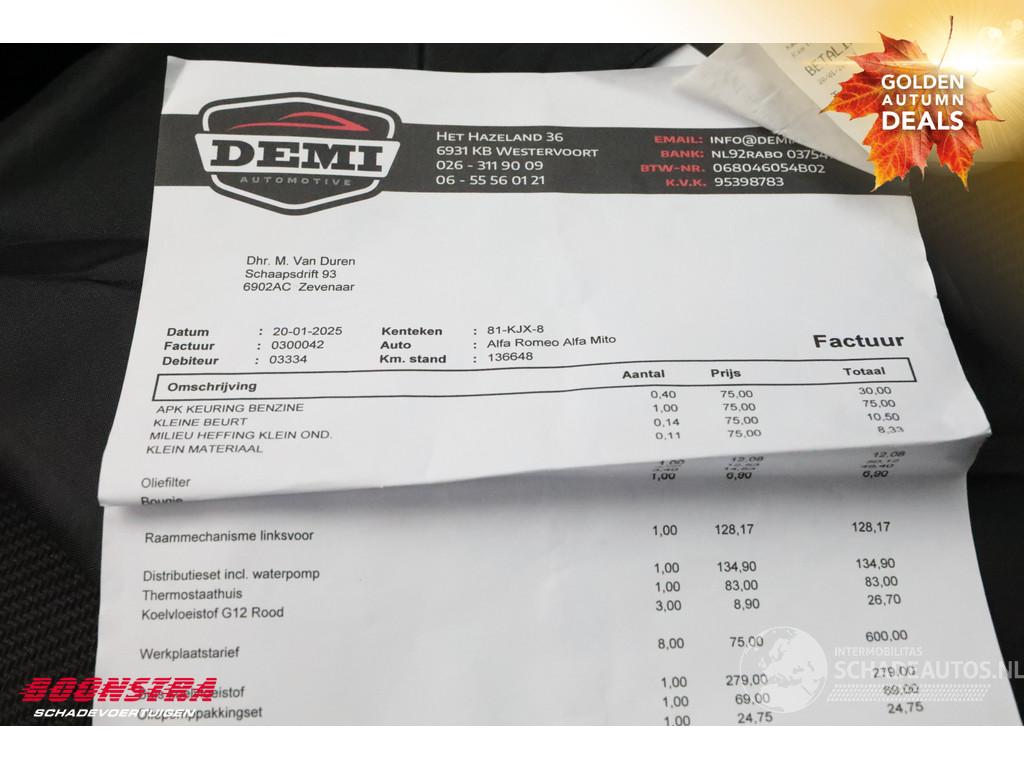 GOLDEN
AUTUMN
DEALS
BETALI
DEMI
AUTOMOTIVE
HET HAZELAND 36
6931 KB WESTERVOORT
026 - 311 90 09
06 - 55 56 01 21
EMAIL: INFO@DEMI
BANK: NL92RABO 03754
BTW-NR. 068046054B02
K.V.K. 95398783
Dhr. M. Van Duren
Schaapsdrift 93
6902AC Zevenaar
Datum : 20-01-2025 Kenteken : 81-KJX-8
Factuur : 0300042 Auto : Alfa Romeo Alfa Mito
Debiteur : 03334 Km. stand : 136648
Factuur
Omschrijving Aantal Prijs Totaal
APK KEURING BENZINE 0,40 75,00 30,00
KLEINE BEURT 1,00 75,00 75,00
MILIEU HEFFING KLEIN OND. 0,14 75,00 10,50
KLEIN MATERIAAL 0,11 75,00 8,33
1,00 12,08 12,08
Oliefilter 1,00 6,90 6,90
Bougie
Raammechanisme linksvoor 1,00 128,17 128,17
Distributieset incl. waterpomp 1,00 134,90 134,90
Thermostaathuis 1,00 83,00 83,00
Koelvloeistof G12 Rood 3,00 8,90 26,70
Werkplaatstarief 8,00 75,00 600,00
1,00 279,00 279,00
1,00 69,00 69,00
1,00 24,75 24,75
BOONSTRA
SCHADEVOERTUIGEN
INTERMOBILITAS
SCHADEAUTOS.NL